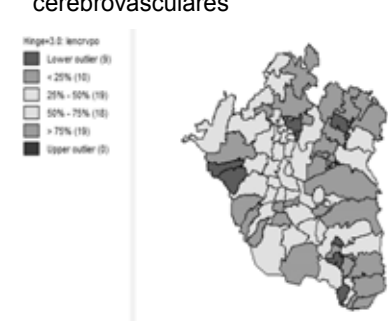 cerebrovasculares
Hinge=3.0: lencrvpo
Lower outlier (9)
< 25% (10)
25% - 50% (19)
50% - 75% (18)
> 75% (19)
Upper outlier (0)